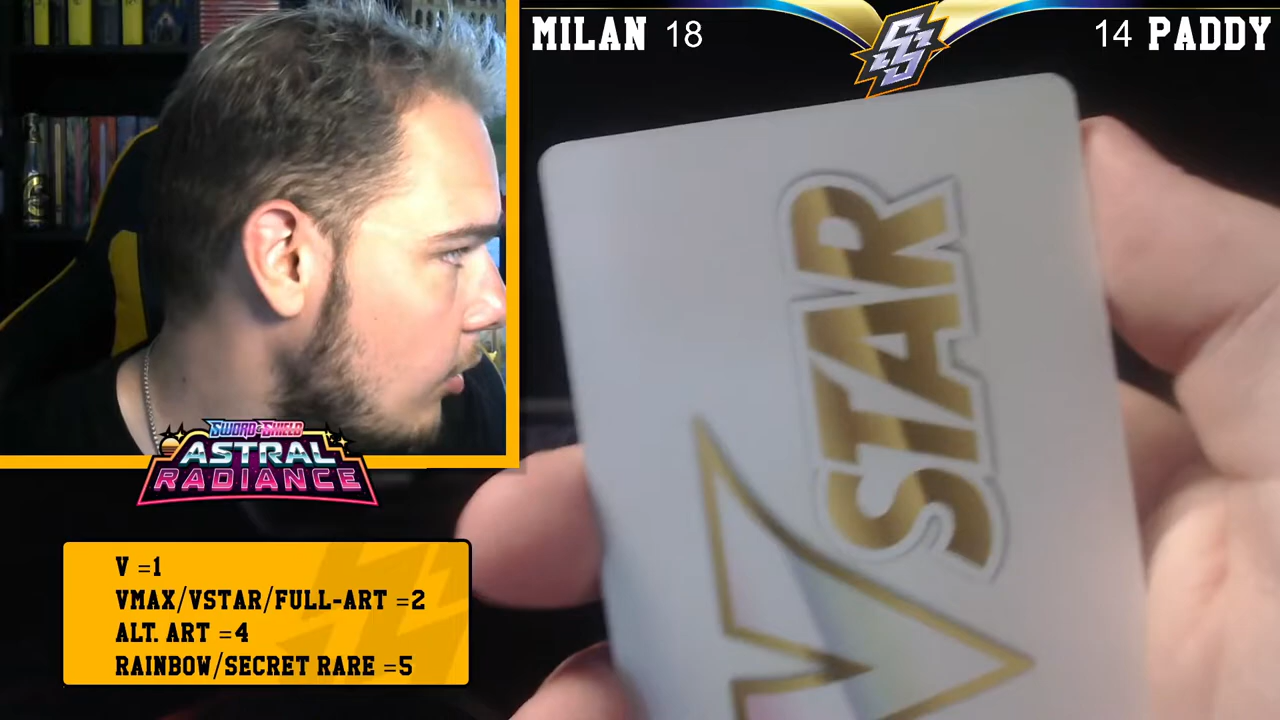 MILAN 18
14 PADDY
VSTAR
SWORD & SHIELD
ASTRAL
RADIANCE
V =1
VMAX/VSTAR/FULL-ART =2
ALT. ART =4
RAINBOW/SECRET RARE =5